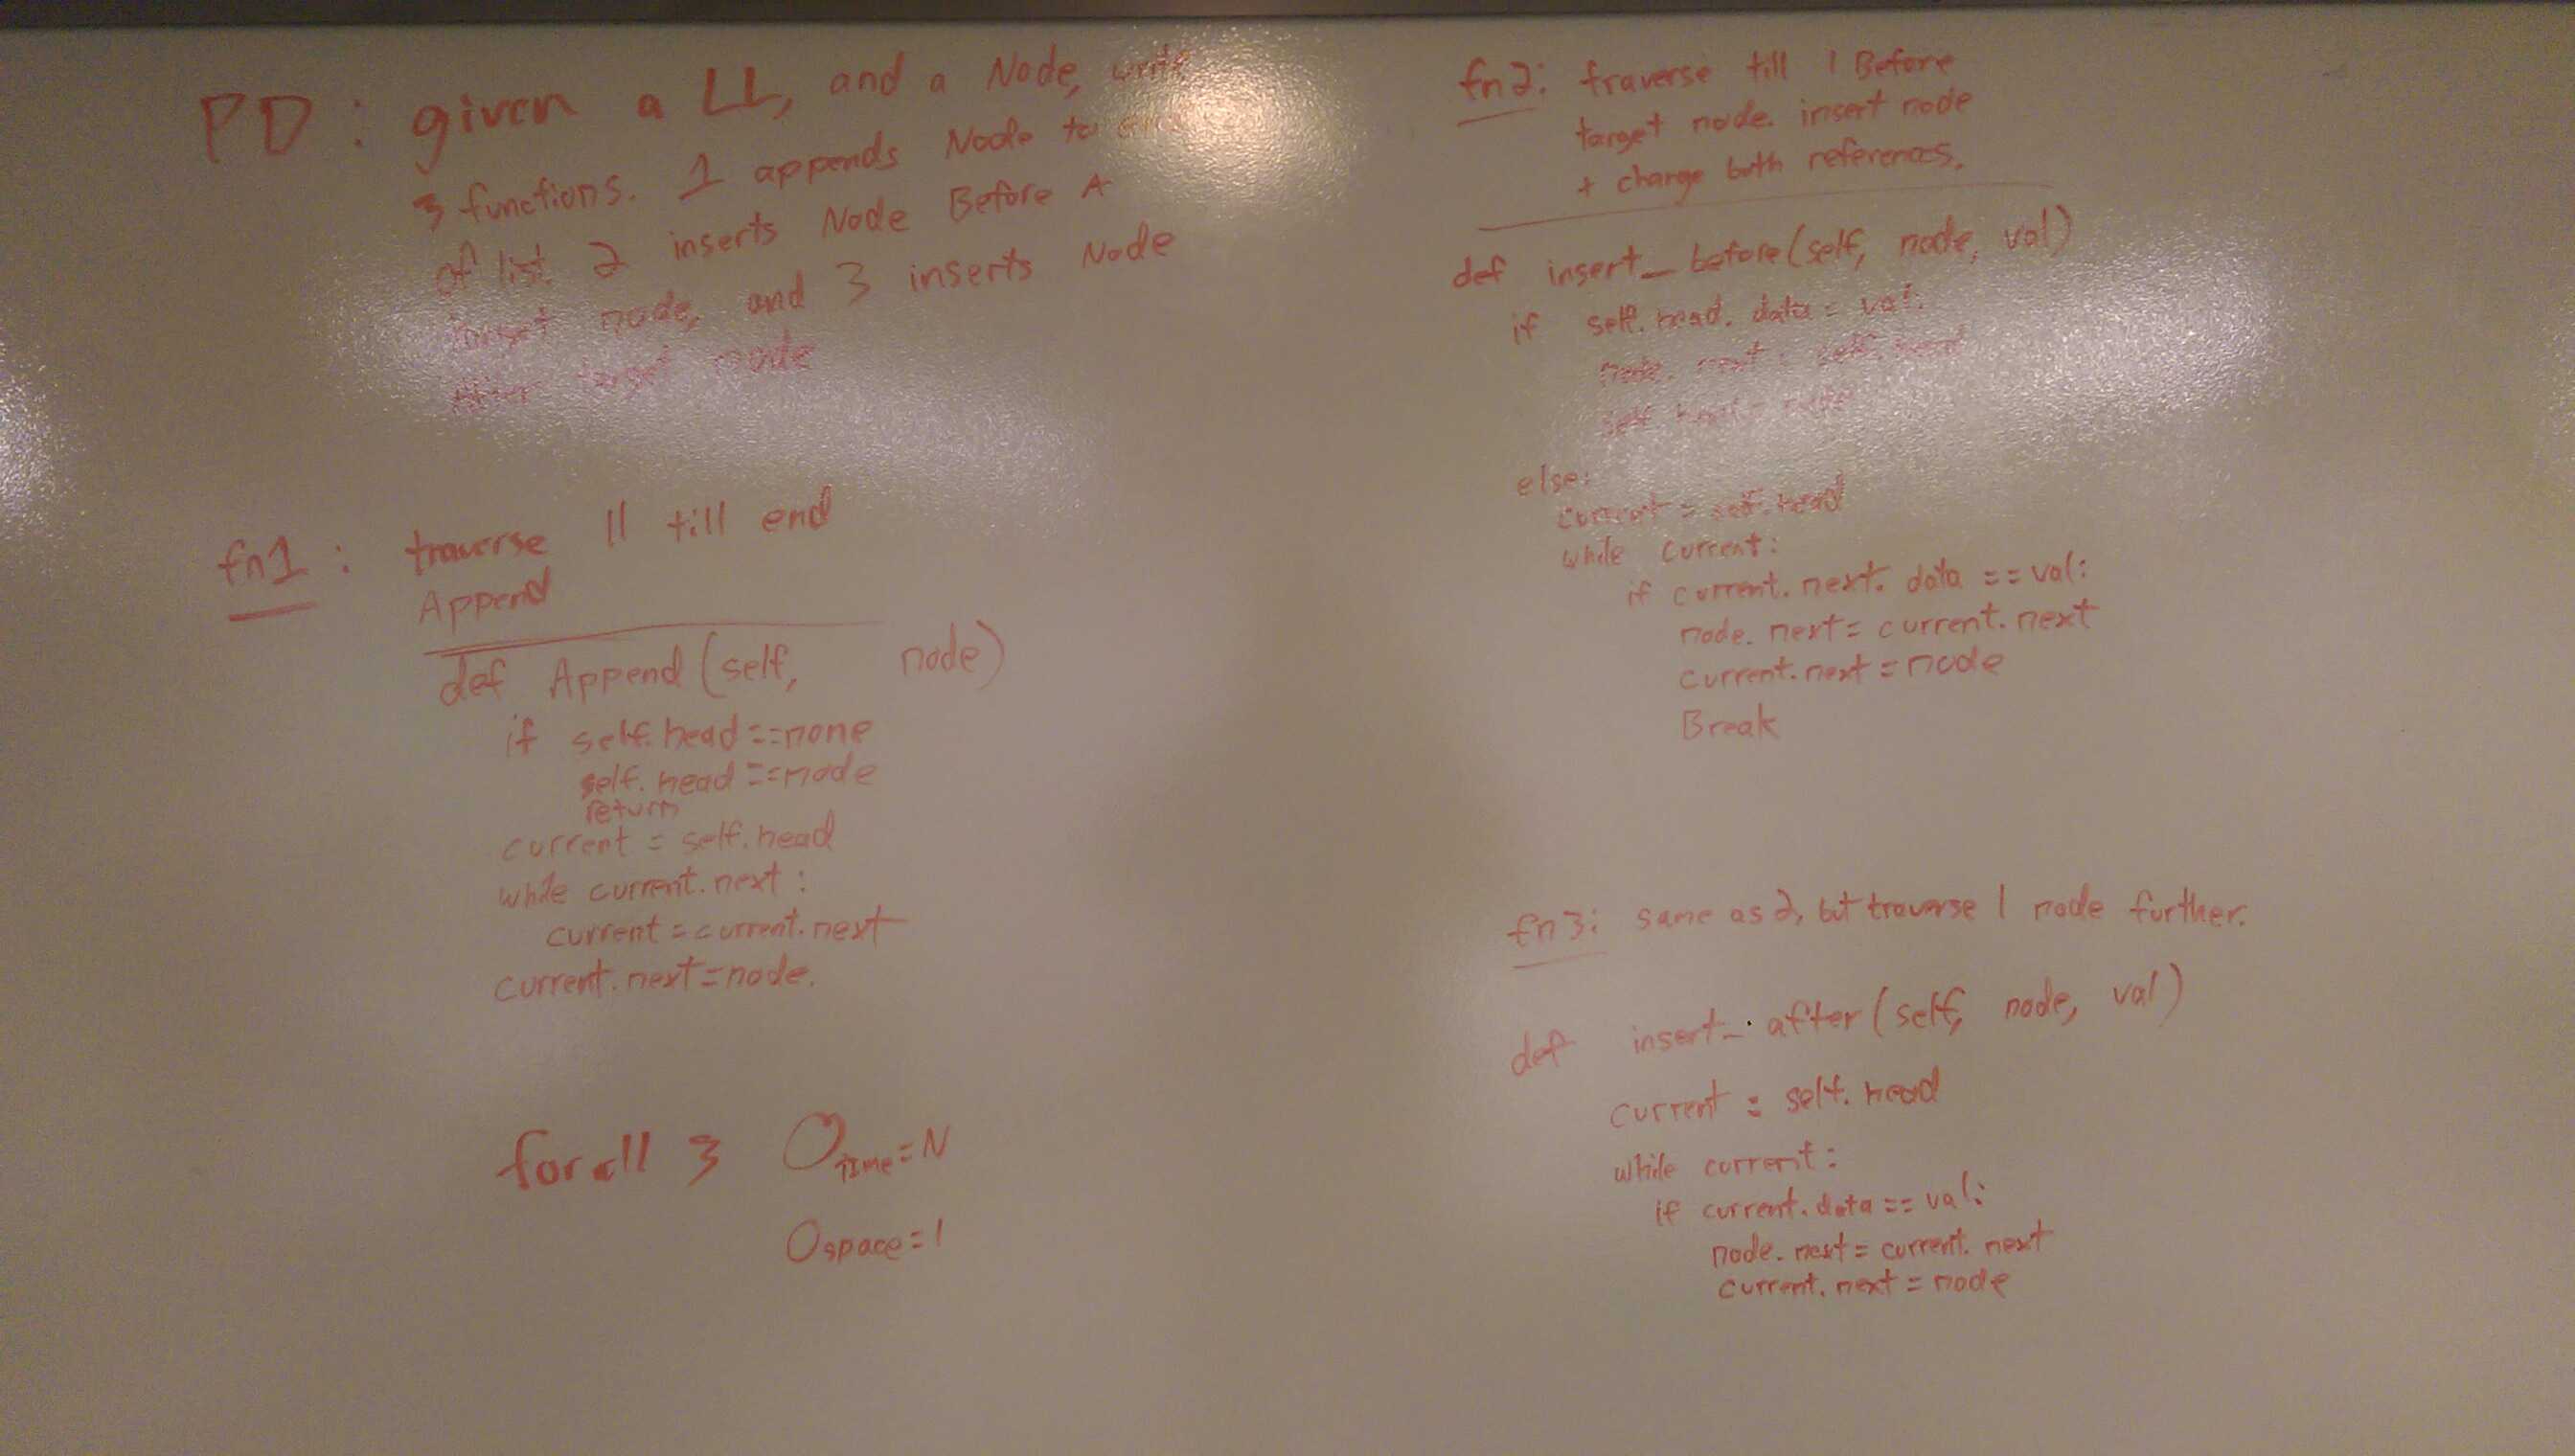 PD: given a LL, and a Node, write
3 functions. 1 appends Node to end
of list 2 inserts Node Before A
target node, and 3 inserts Node
After target node
fn1: traverse ll till end
Append
def Append(self, node)
if self.head==none
self.head==node
return
current = self.head
while current.next:
current = current.next
current.next=node.
for all 3 O TIme = N
O space = 1
fn2: traverse till 1 Before
target node. insert node
+ change both references.
def insert_before(self, node, val)
if self.head.data = val:
node.next = self.head
self.head = node
else:
current = self.head
while current:
if current.next.data == val:
node.next = current.next
current.next = node
Break
fn3: same as 2, but traverse 1 node further.
def insert_after(self, node, val)
current = self.head
while current:
if current.data == val:
node.next = current.next
current.next = node